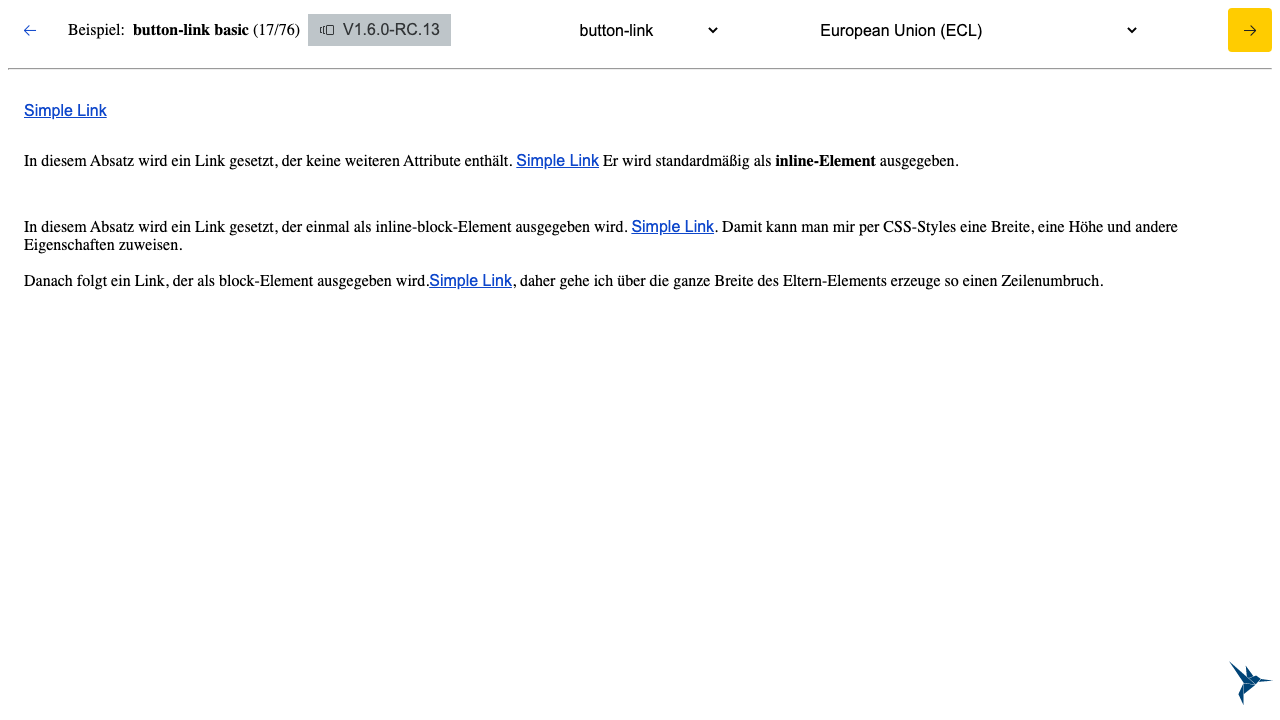 Beispiel: button-link basic (17/76) V1.6.0-RC.13 button-link European Union (ECL)
Simple Link
In diesem Absatz wird ein Link gesetzt, der keine weiteren Attribute enthält. Simple Link Er wird standardmäßig als inline-Element ausgegeben.
In diesem Absatz wird ein Link gesetzt, der einmal als inline-block-Element ausgegeben wird. Simple Link. Damit kann man mir per CSS-Styles eine Breite, eine Höhe und andere
Eigenschaften zuweisen.
Danach folgt ein Link, der als block-Element ausgegeben wird.Simple Link, daher gehe ich über die ganze Breite des Eltern-Elements erzeuge so einen Zeilenumbruch.